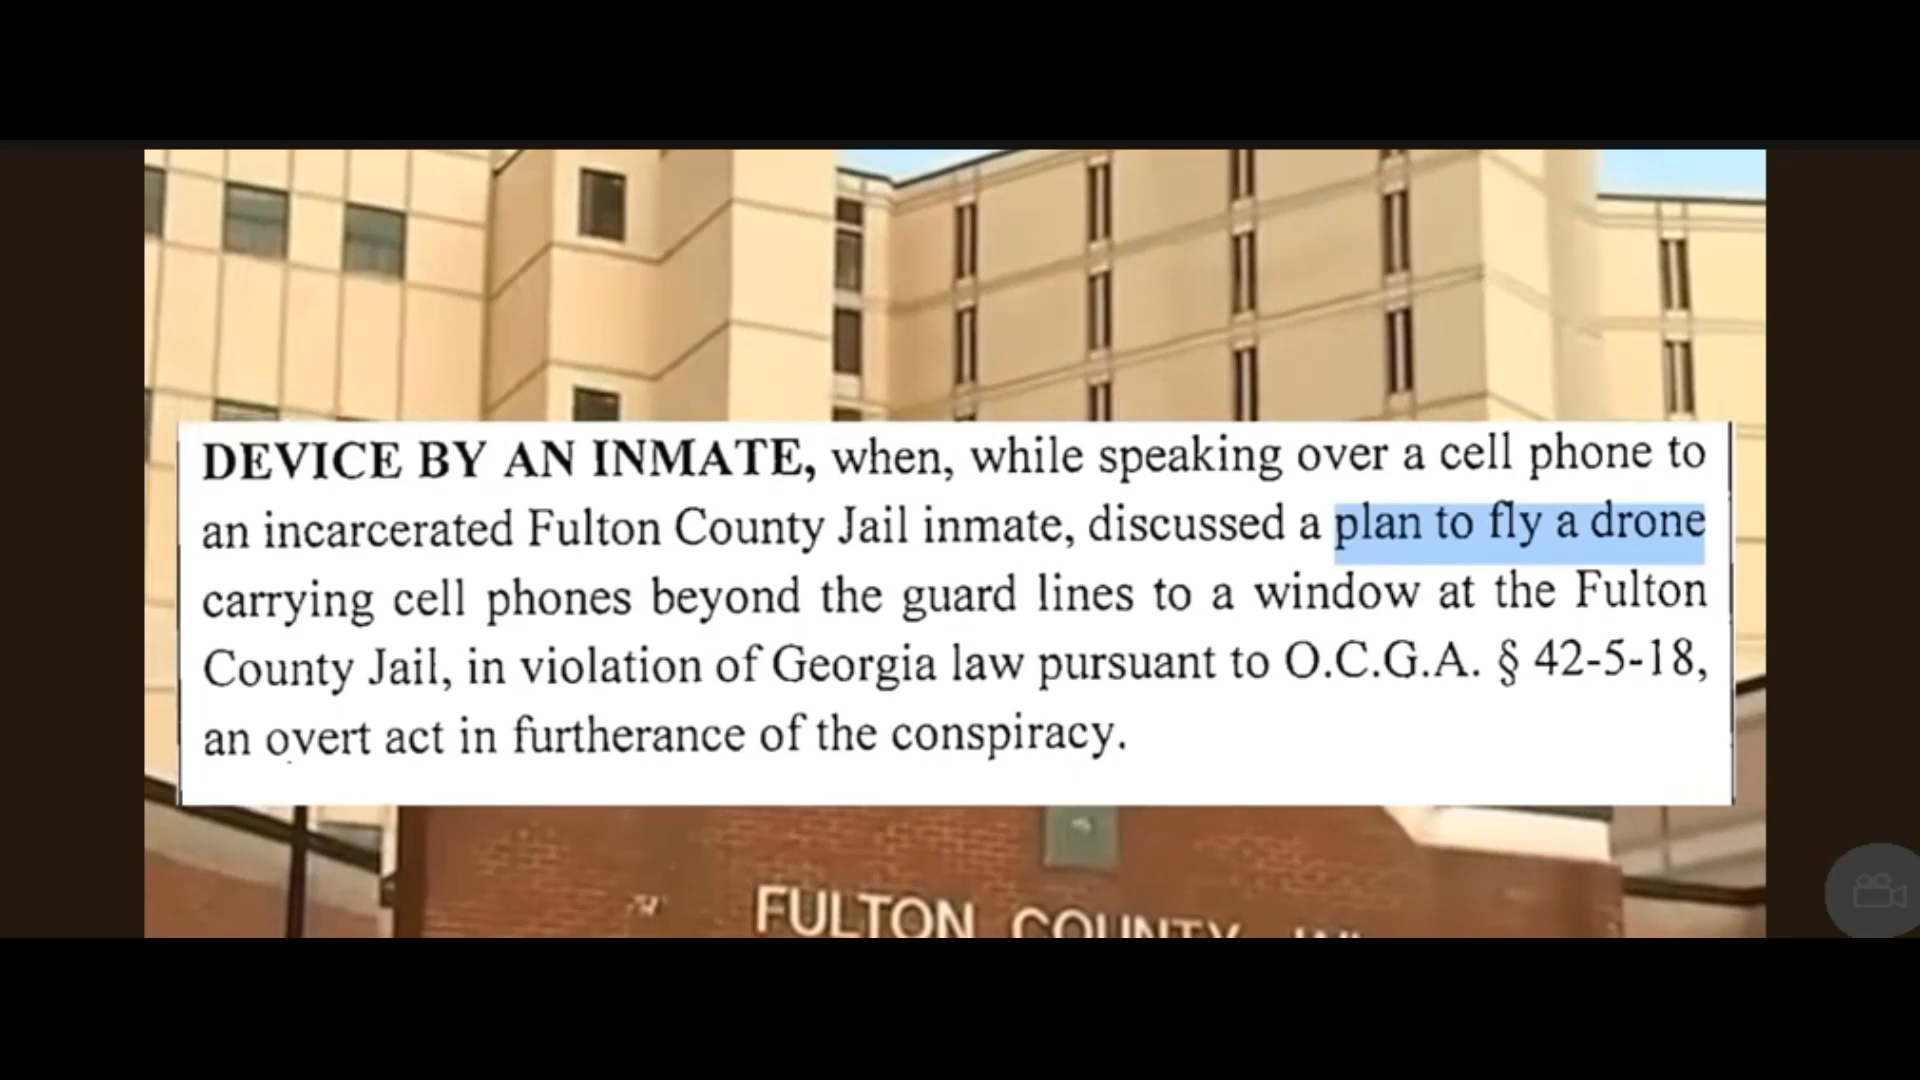 DEVICE BY AN INMATE, when, while speaking over a cell phone to
an incarcerated Fulton County Jail inmate, discussed a plan to fly a drone
carrying cell phones beyond the guard lines to a window at the Fulton
County Jail, in violation of Georgia law pursuant to O.C.G.A. § 42-5-18,
an overt act in furtherance of the conspiracy.
FULTON COUNTY JAIL